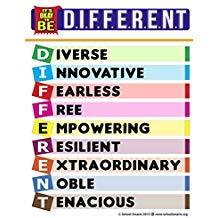 IT'S
OKAY
TO
BE
D.I.F.F.E.R.E.N.T
DIVERSE
INNOVATIVE
FEARLESS
FREE
EMPOWERING
RESILIENT
EXTRAORDINARY
NOBLE
TENACIOUS